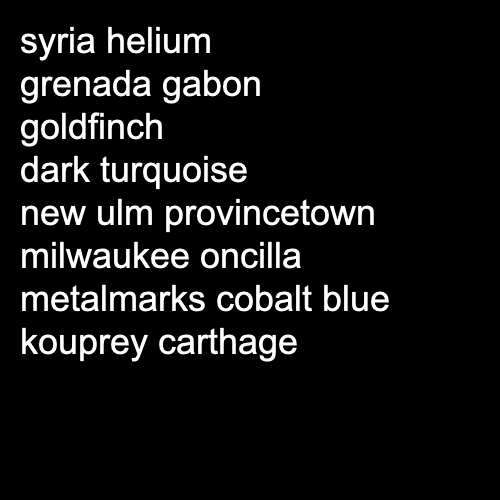 syria helium
grenada gabon
goldfinch
dark turquoise
new ulm provincetown
milwaukee oncilla
metalmarks cobalt blue
kouprey carthage